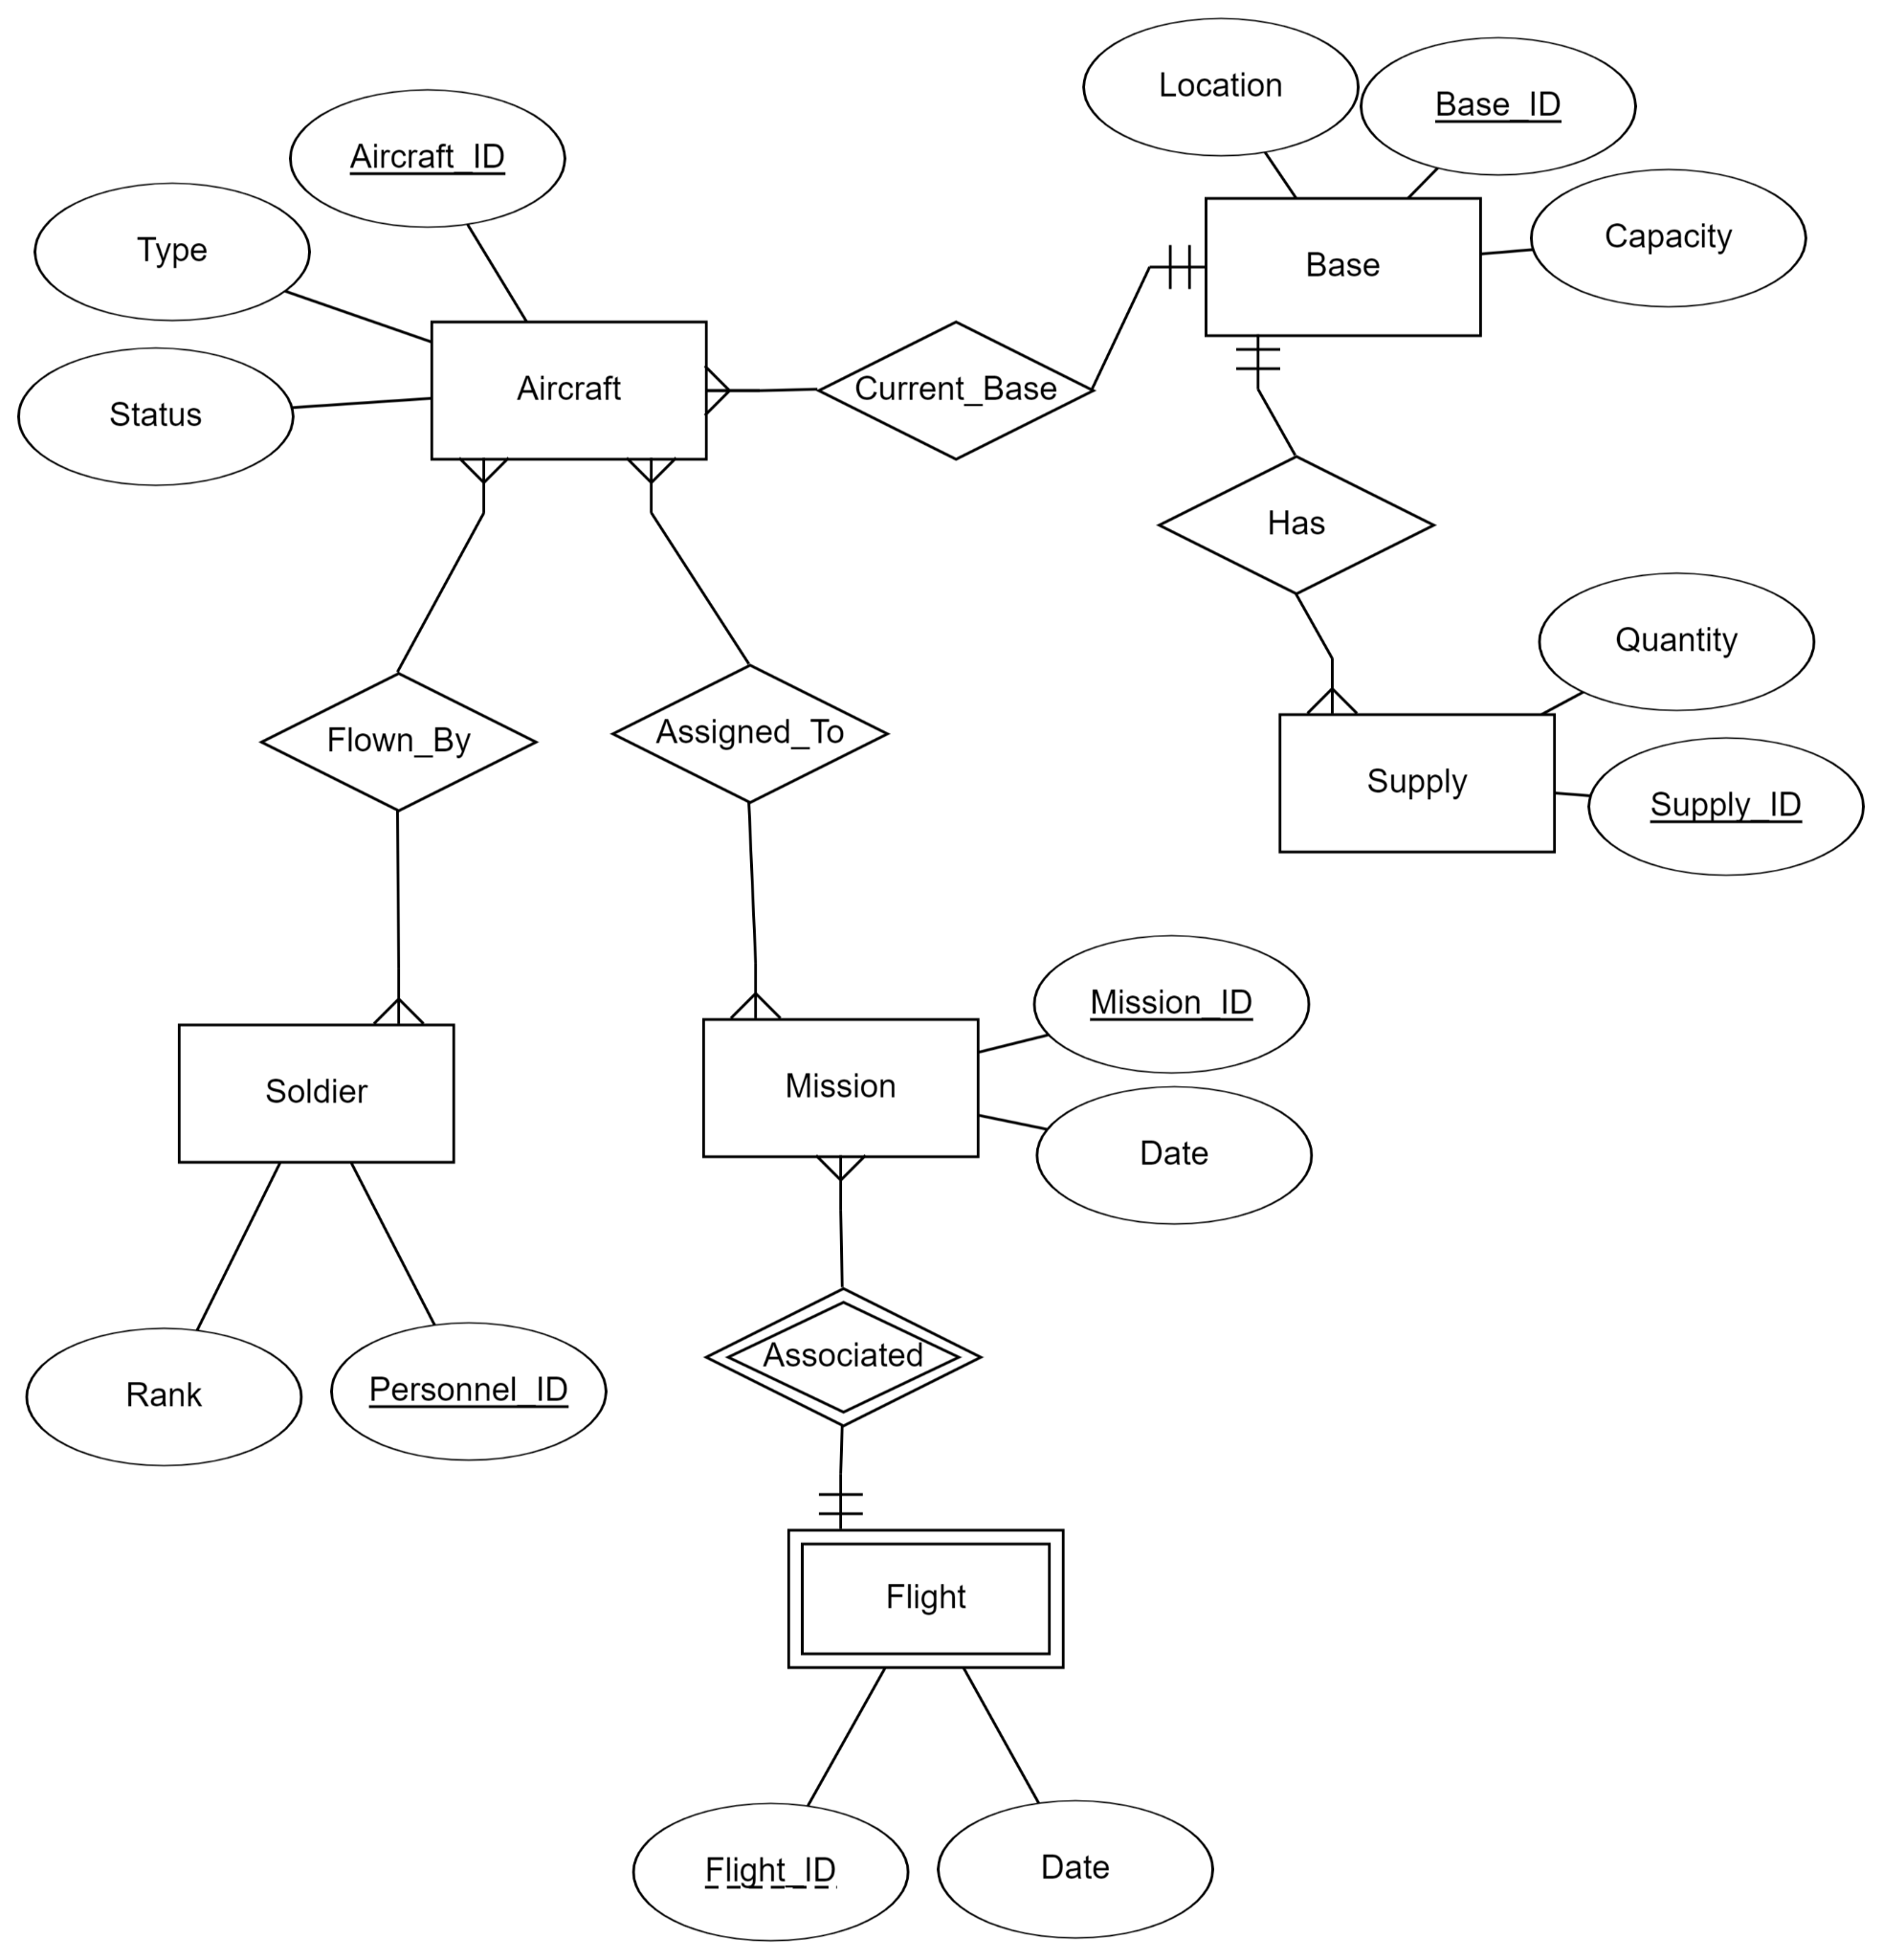 Location
Base_ID
Aircraft_ID
Type
Capacity
Base
Status
Aircraft
Current_Base
Has
Quantity
Flown_By
Assigned_To
Supply
Supply_ID
Mission_ID
Soldier
Mission
Date
Associated
Rank
Personnel_ID
Flight
Flight_ID
Date